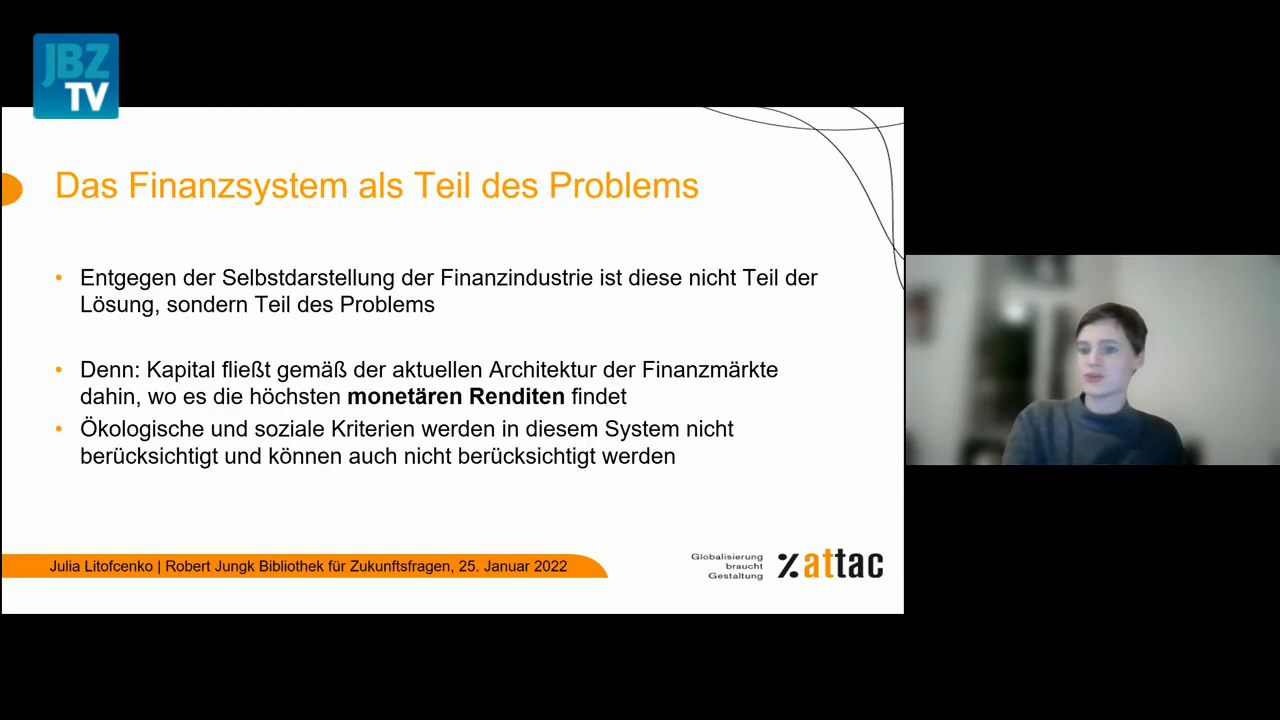 JBZ
TV
Das Finanzsystem als Teil des Problems
• Entgegen der Selbstdarstellung der Finanzindustrie ist diese nicht Teil der
Lösung, sondern Teil des Problems
• Denn: Kapital fließt gemäß der aktuellen Architektur der Finanzmärkte
dahin, wo es die höchsten monetären Renditen findet
• Ökologische und soziale Kriterien werden in diesem System nicht
berücksichtigt und können auch nicht berücksichtigt werden
Julia Litofcenko | Robert Jungk Bibliothek für Zukunftsfragen, 25. Januar 2022
Globalisierung
braucht
Gestaltung
attac